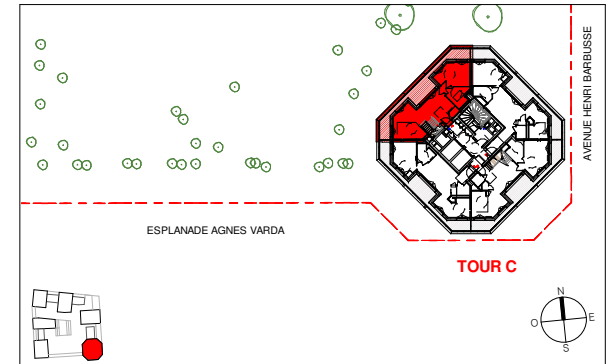 AVENUE HENRI BARBUSSE
ESPLANADE AGNES VARDA
TOUR C
N
O
E
S